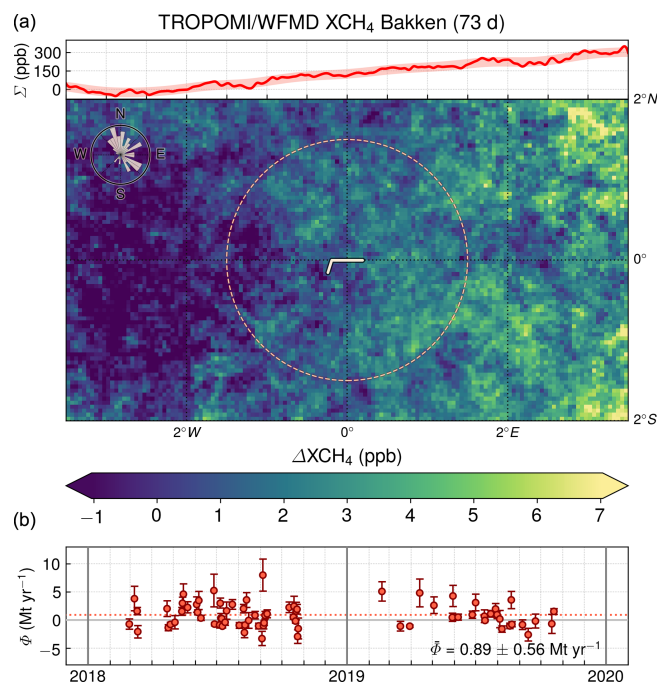 (a) TROPOMI/WFMD XCH₄ Bakken (73 d)
Σ (ppb)
300
150
0
N
W E
S
2°N
0°
2°S
2°W 0° 2°E
ΔXCH₄ (ppb)
−1 0 1 2 3 4 5 6 7
(b)
Φ (Mt yr⁻¹)
10
5
0
−5
Φ̄ = 0.89 ± 0.56 Mt yr⁻¹
2018 2019 2020